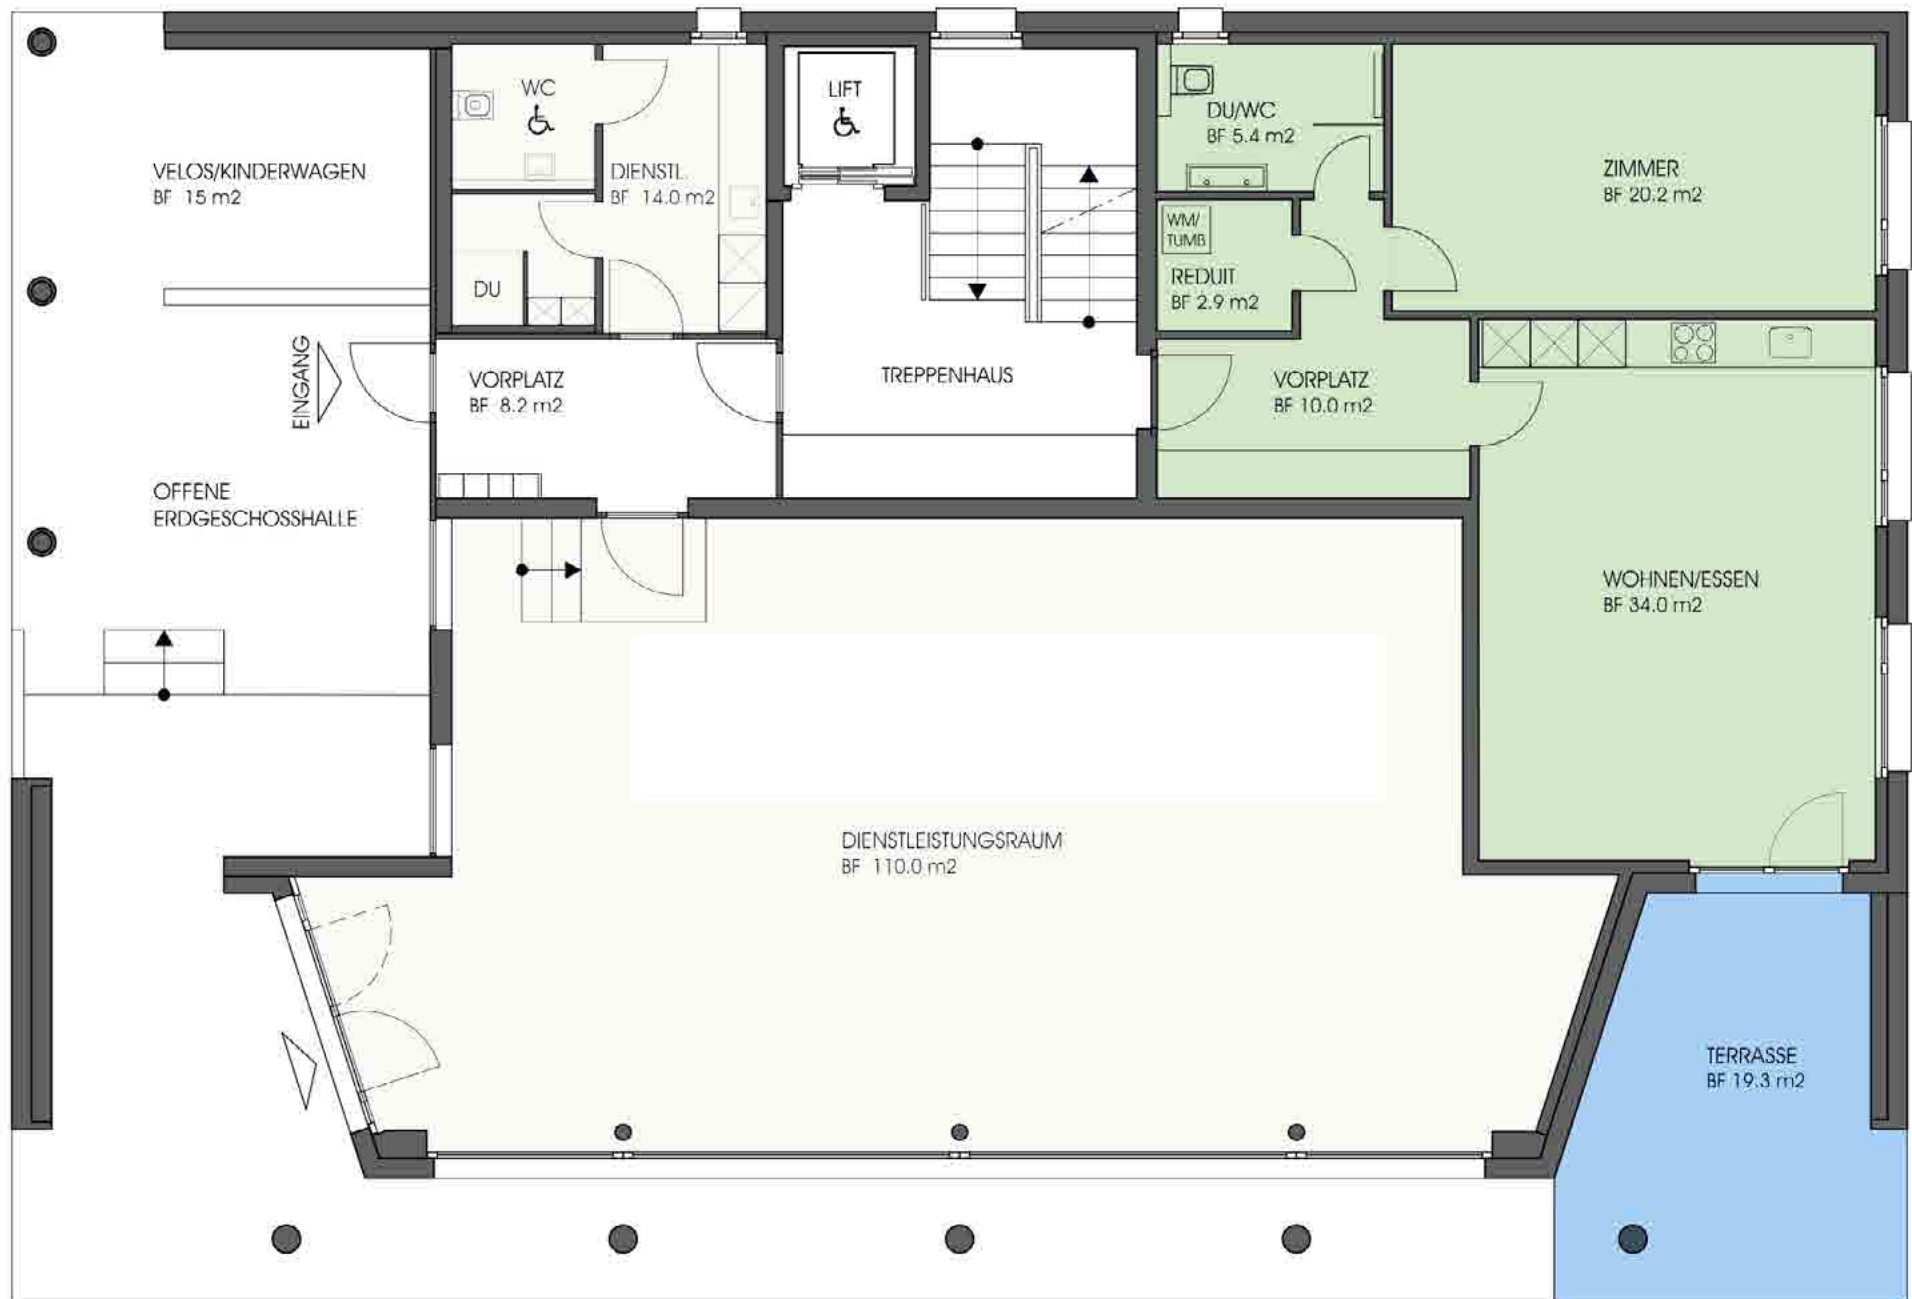 WC
LIFT
DU/WC
BF 5.4 m2
VELOS/KINDERWAGEN
BF 15 m2
DIENSTL.
BF 14.0 m2
ZIMMER
BF 20.2 m2
WM/
TUMB
REDUIT
BF 2.9 m2
DU
EINGANG
VORPLATZ
BF 8.2 m2
TREPPENHAUS
VORPLATZ
BF 10.0 m2
OFFENE
ERDGESCHOSSHALLE
WOHNEN/ESSEN
BF 34.0 m2
DIENSTLEISTUNGSRAUM
BF 110.0 m2
TERRASSE
BF 19.3 m2